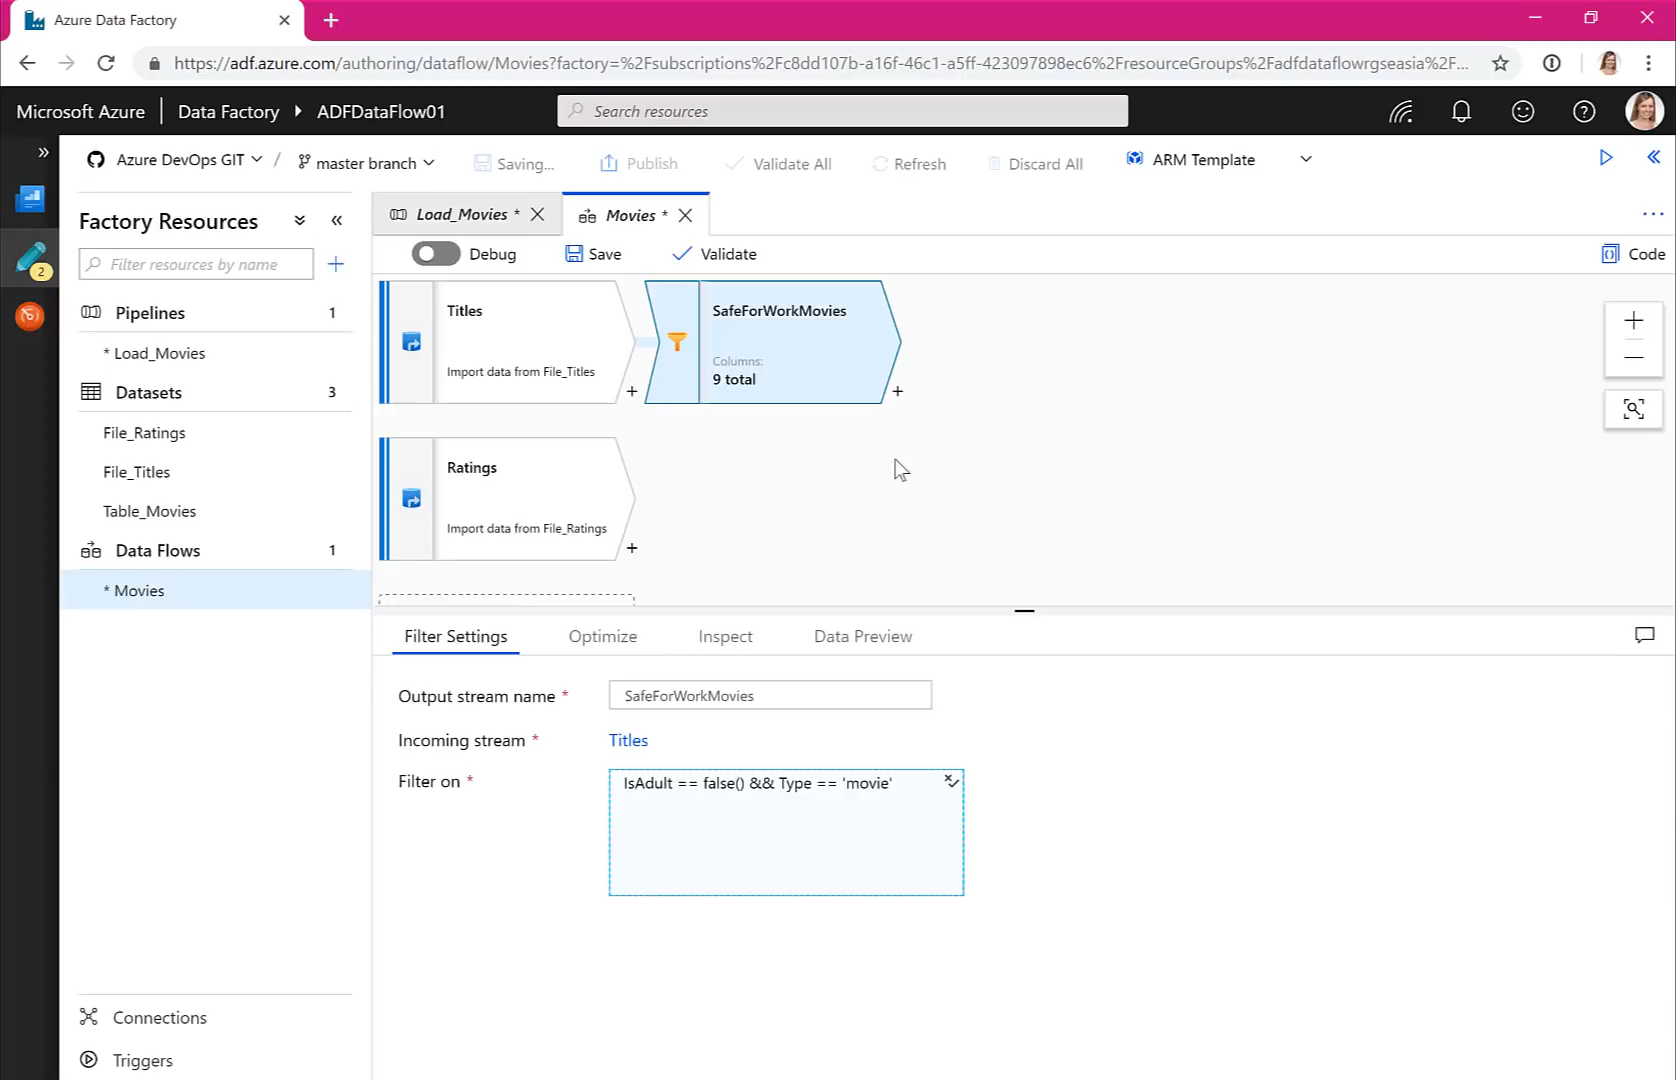 Azure Data Factory
https://adf.azure.com/authoring/dataflow/Movies?factory=%2Fsubscriptions%2Fc8dd107b-a16f-46c1-a5ff-423097898ec6%2FresourceGroups%2Fadfdataflowrgseasia%2F...
Microsoft Azure Data Factory ADFDataFlow01 Search resources
Azure DevOps GIT / master branch Saving... Publish Validate All Refresh Discard All ARM Template
Factory Resources
Load_Movies * Movies *
2
Filter resources by name
Debug Save Validate Code
Pipelines 1
* Load_Movies
Datasets 3
File_Ratings
File_Titles
Table_Movies
Data Flows 1
* Movies
Connections
Triggers
Titles
Import data from File_Titles
+
SafeForWorkMovies
Columns:
9 total
+
Ratings
Import data from File_Ratings
+
Filter Settings Optimize Inspect Data Preview
Output stream name * SafeForWorkMovies
Incoming stream * Titles
Filter on * IsAdult == false() && Type == 'movie'